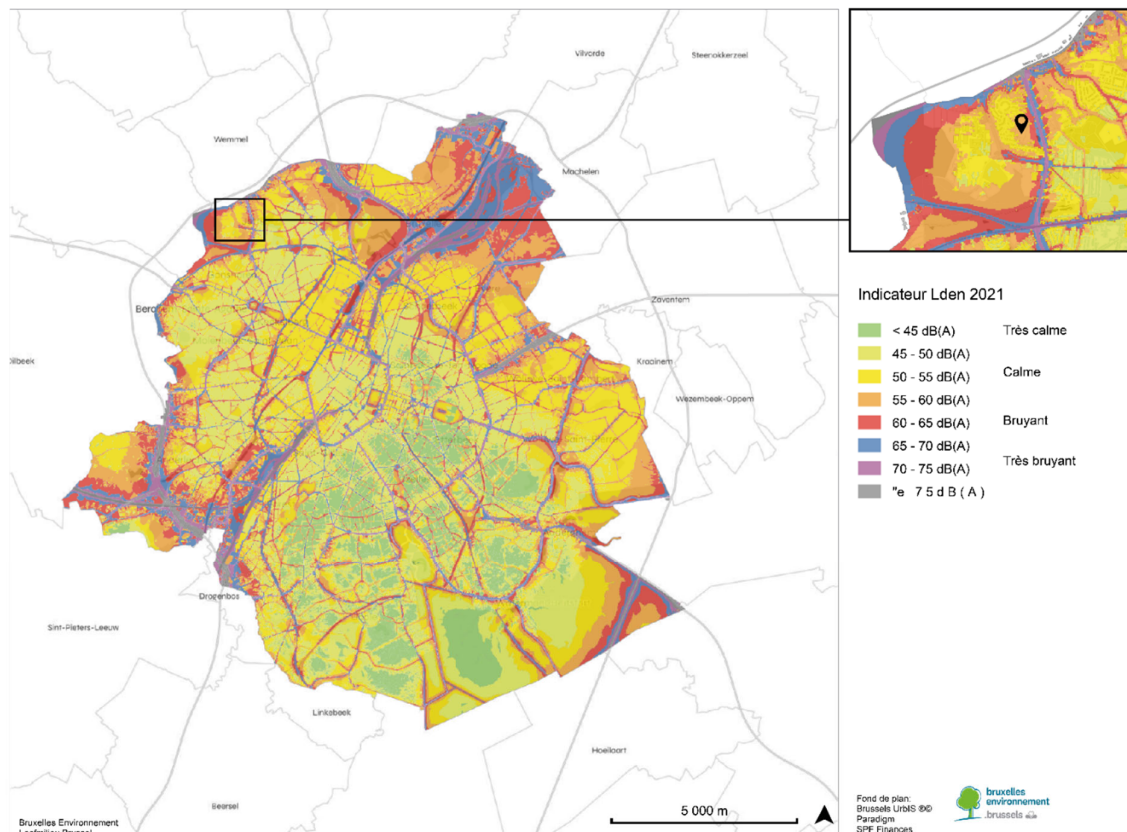 Vilvorde
Steenokkerzeel
Wemmel
Machelen
Zaventem
Kraainem
Wezembeek-Oppem
Drogenbos
Sint-Pieters-Leeuw
Linkebeek
Hoeilaart
Beersel
5 000 m
Bruxelles Environnement
Indicateur Lden 2021
< 45 dB(A) Très calme
45 - 50 dB(A)
50 - 55 dB(A) Calme
55 - 60 dB(A)
60 - 65 dB(A) Bruyant
65 - 70 dB(A)
70 - 75 dB(A) Très bruyant
"e 7 5 d B ( A )
Fond de plan:
Brussels UrbIS ®©
Paradigm
SPF Finances
bruxelles
environnement
.brussels